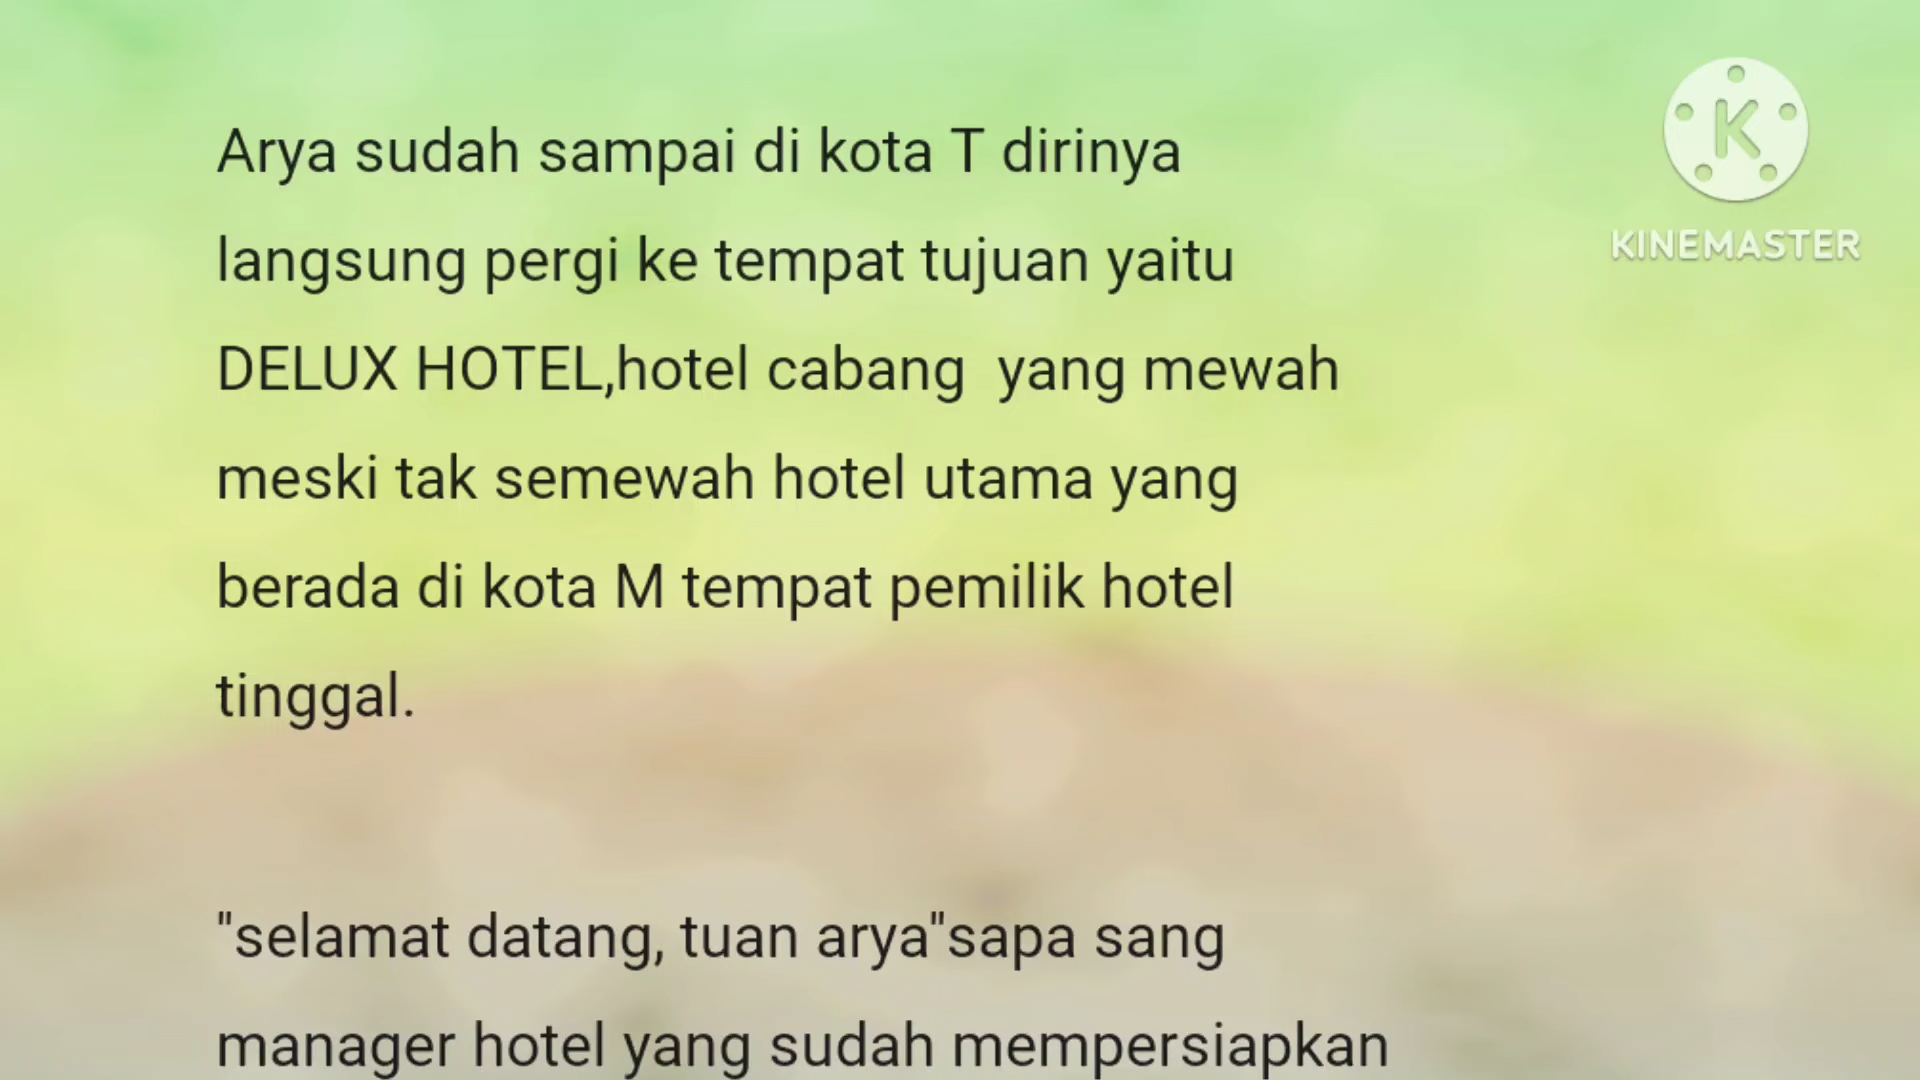 Arya sudah sampai di kota T dirinya
langsung pergi ke tempat tujuan yaitu
DELUX HOTEL,hotel cabang  yang mewah
meski tak semewah hotel utama yang
berada di kota M tempat pemilik hotel
tinggal.
"selamat datang, tuan arya"sapa sang
manager hotel yang sudah mempersiapkan
K
KINEMASTER